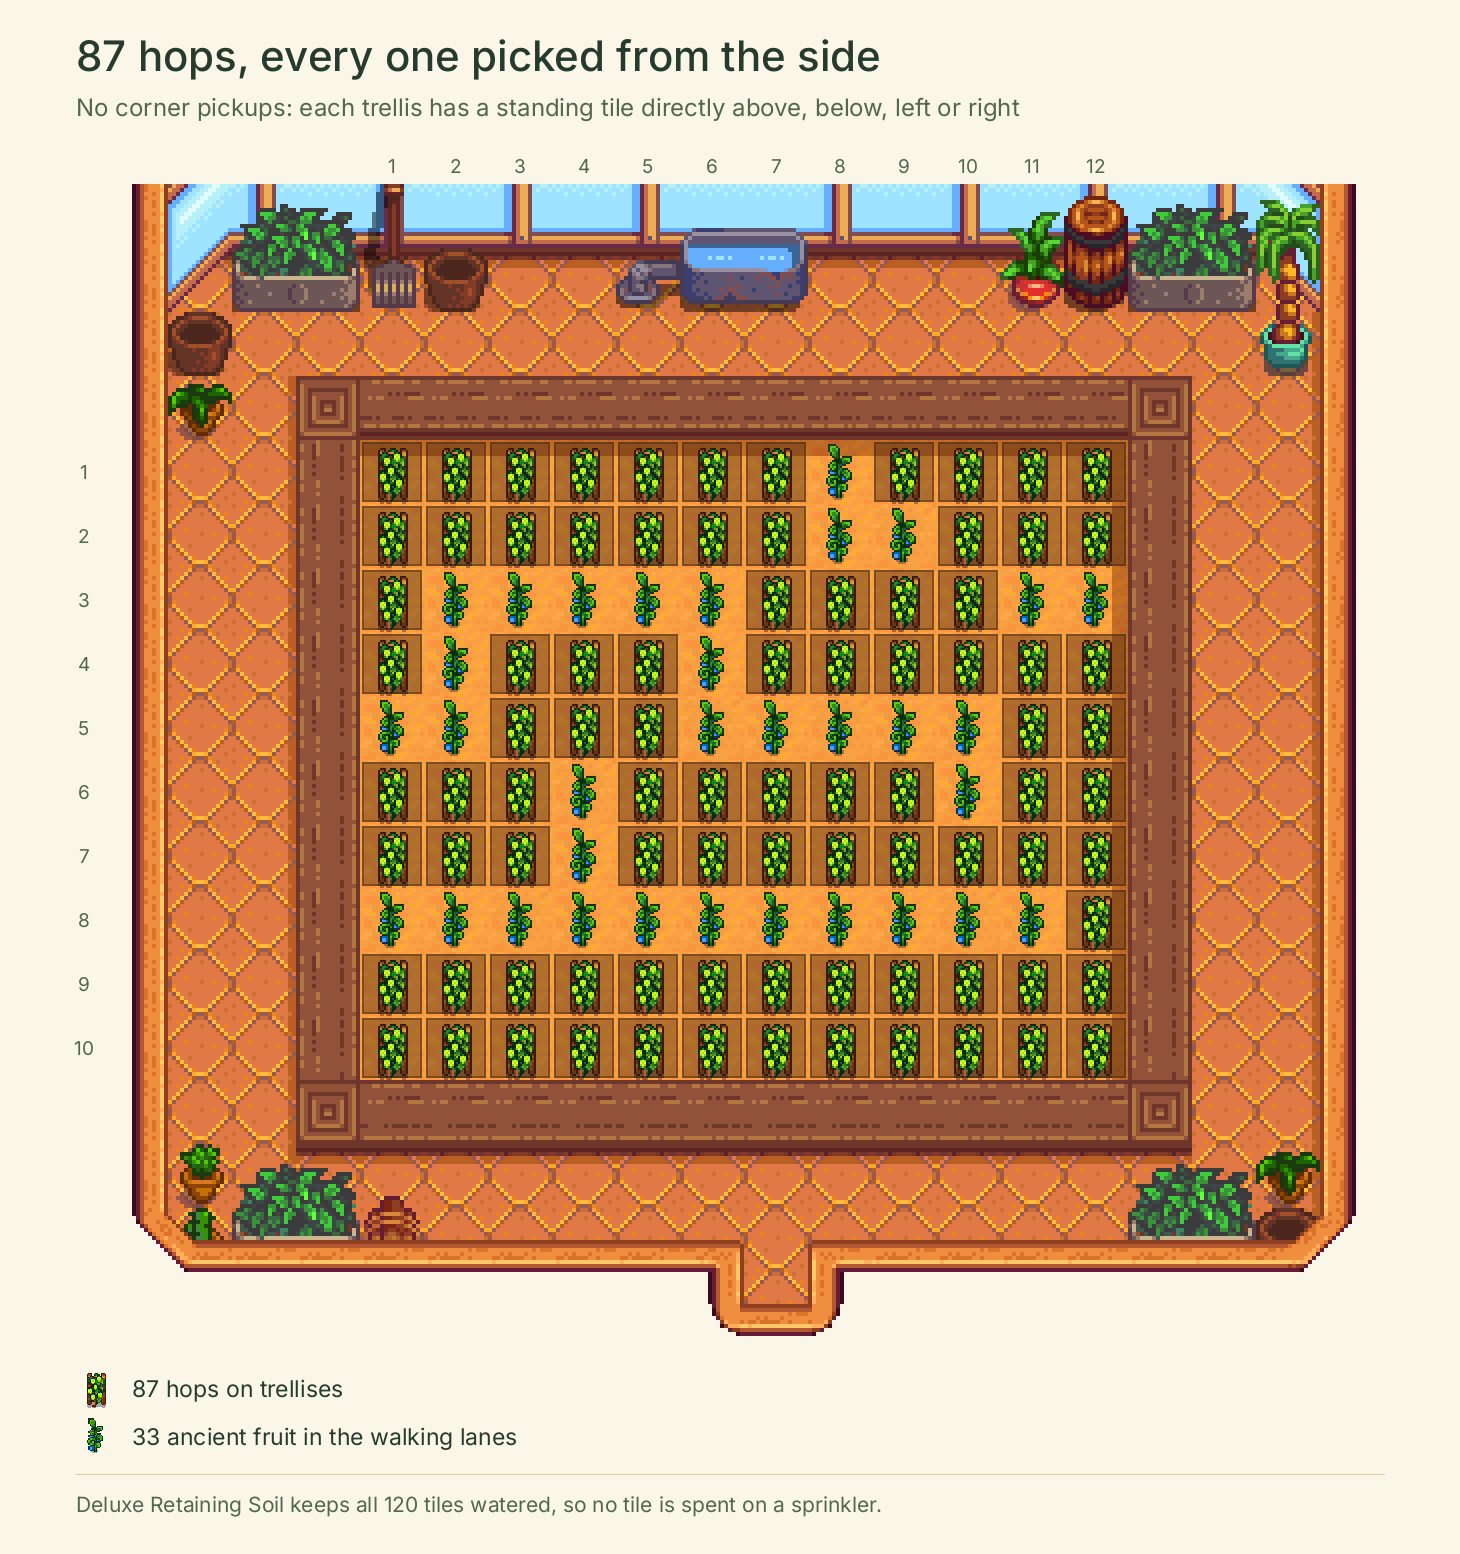 87 hops, every one picked from the side
No corner pickups: each trellis has a standing tile directly above, below, left or right
1 2 3 4 5 6 7 8 9 10 11 12
1
2
3
4
5
6
7
8
9
10
87 hops on trellises
33 ancient fruit in the walking lanes
Deluxe Retaining Soil keeps all 120 tiles watered, so no tile is spent on a sprinkler.